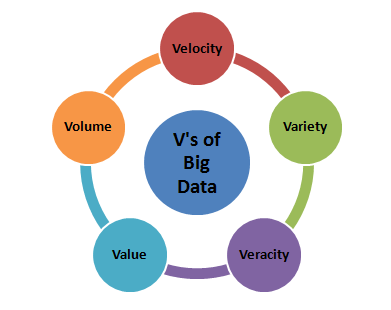 Velocity
Volume
Variety
V's of
Big
Data
Value
Veracity